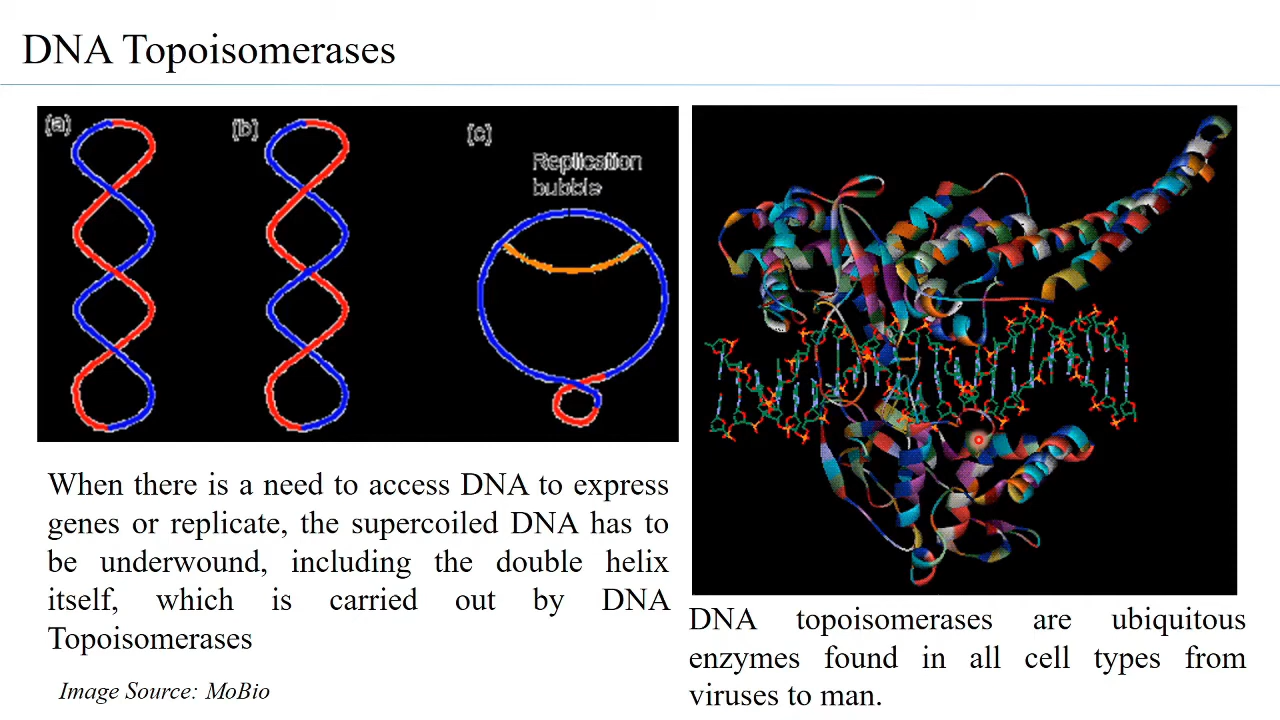 DNA Topoisomerases
(a)
(b)
(c)
Replication
bubble
When there is a need to access DNA to express
genes or replicate, the supercoiled DNA has to
be underwound, including the double helix
itself, which is carried out by DNA
Topoisomerases
Image Source: MoBio
DNA topoisomerases are ubiquitous
enzymes found in all cell types from
viruses to man.